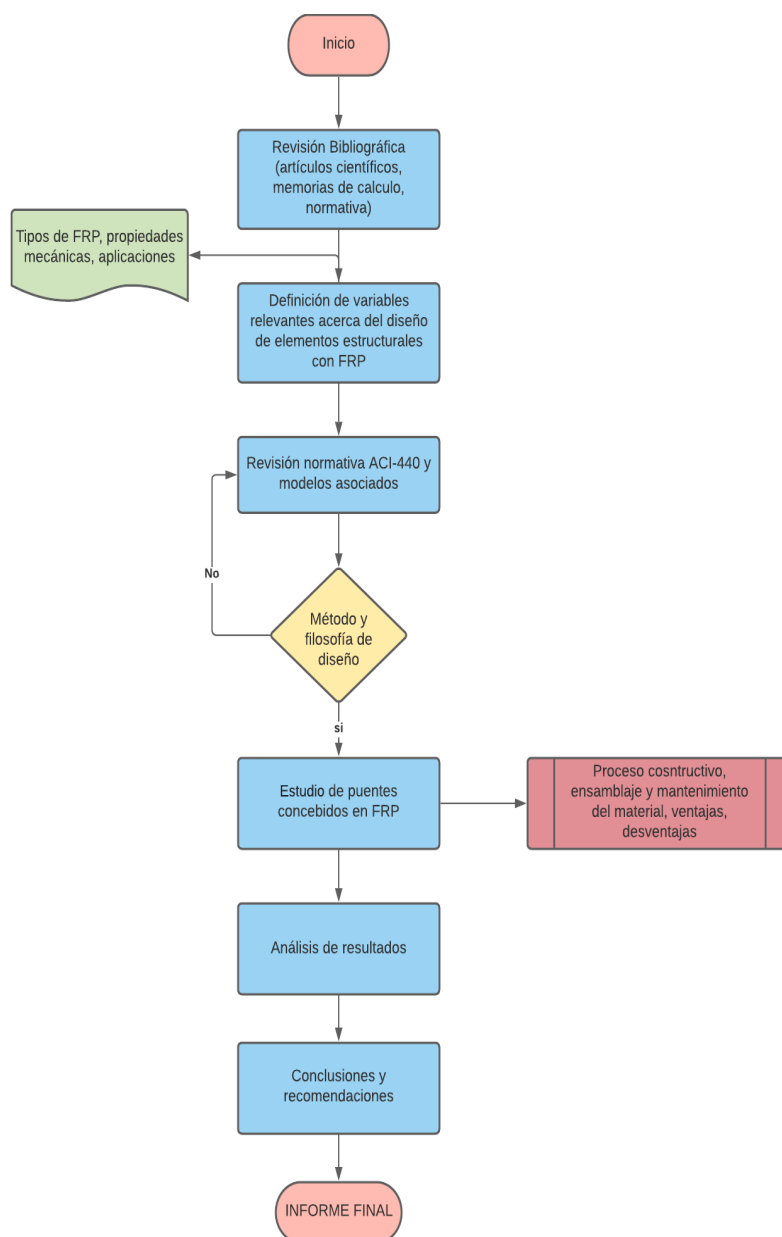 Inicio
Revisión Bibliográfica
(artículos científicos,
memorias de calculo,
normativa)
Tipos de FRP, propiedades
mecánicas, aplicaciones
Definición de variables
relevantes acerca del diseño
de elementos estructurales
con FRP
Revisión normativa ACI-440 y
modelos asociados
No
Método y
filosofía de
diseño
si
Estudio de puentes
concebidos en FRP
Proceso cosntructivo,
ensamblaje y mantenimiento
del material, ventajas,
desventajas
Análisis de resultados
Conclusiones y
recomendaciones
INFORME FINAL